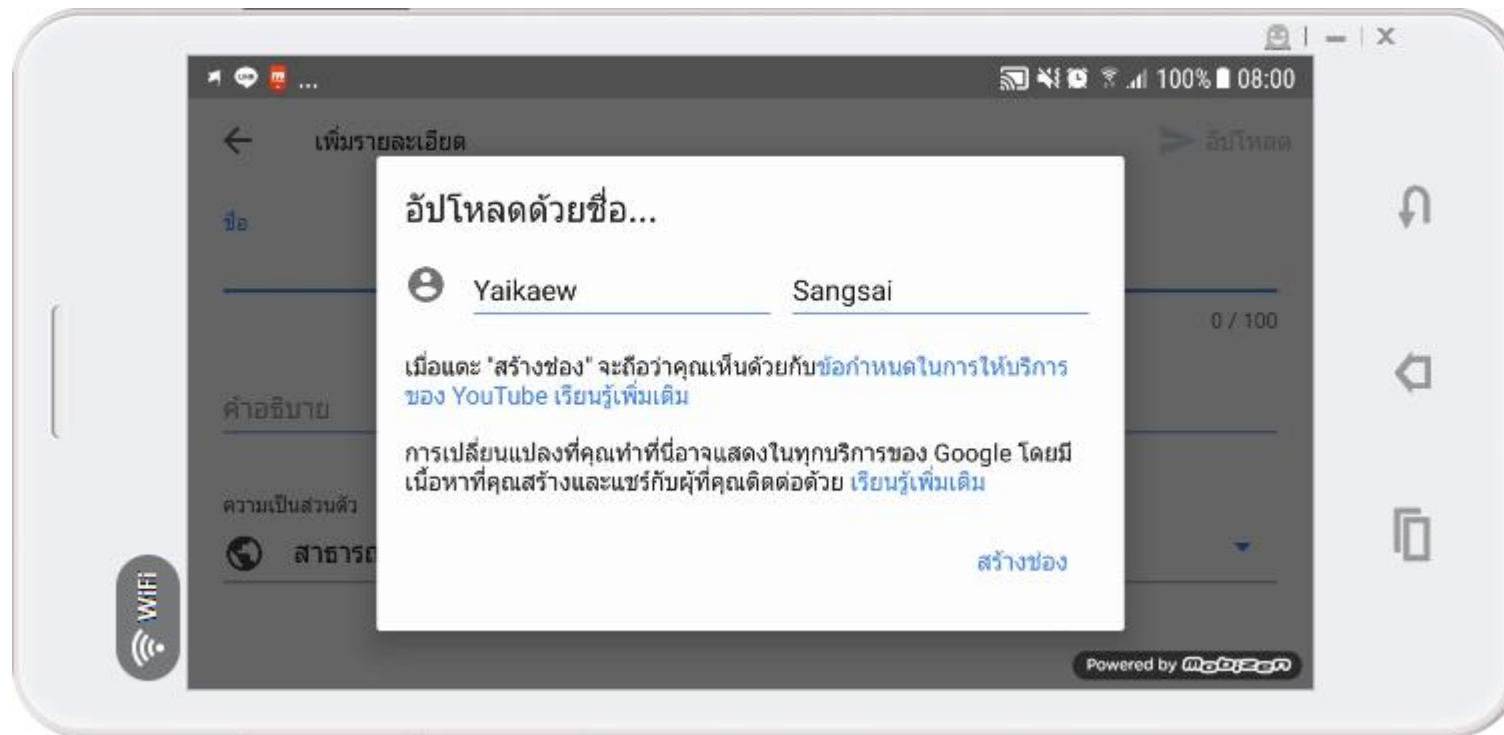 ... 100% 08:00
เพิ่มรายละเอียด อัปโหลด
อัปโหลดด้วยชื่อ...
ชื่อ
Yaikaew Sangsai
0 / 100
เมื่อแตะ "สร้างช่อง" จะถือว่าคุณเห็นด้วยกับข้อกำหนดในการให้บริการ
ของ YouTube เรียนรู้เพิ่มเติม
คำอธิบาย
การเปลี่ยนแปลงที่คุณทำที่นี่อาจแสดงในทุกบริการของ Google โดยมี
เนื้อหาที่คุณสร้างและแชร์กับผู้ที่คุณติดต่อด้วย เรียนรู้เพิ่มเติม
ความเป็นส่วนตัว
สาธารณ
สร้างช่อง
WiFi
Powered by Mobizen